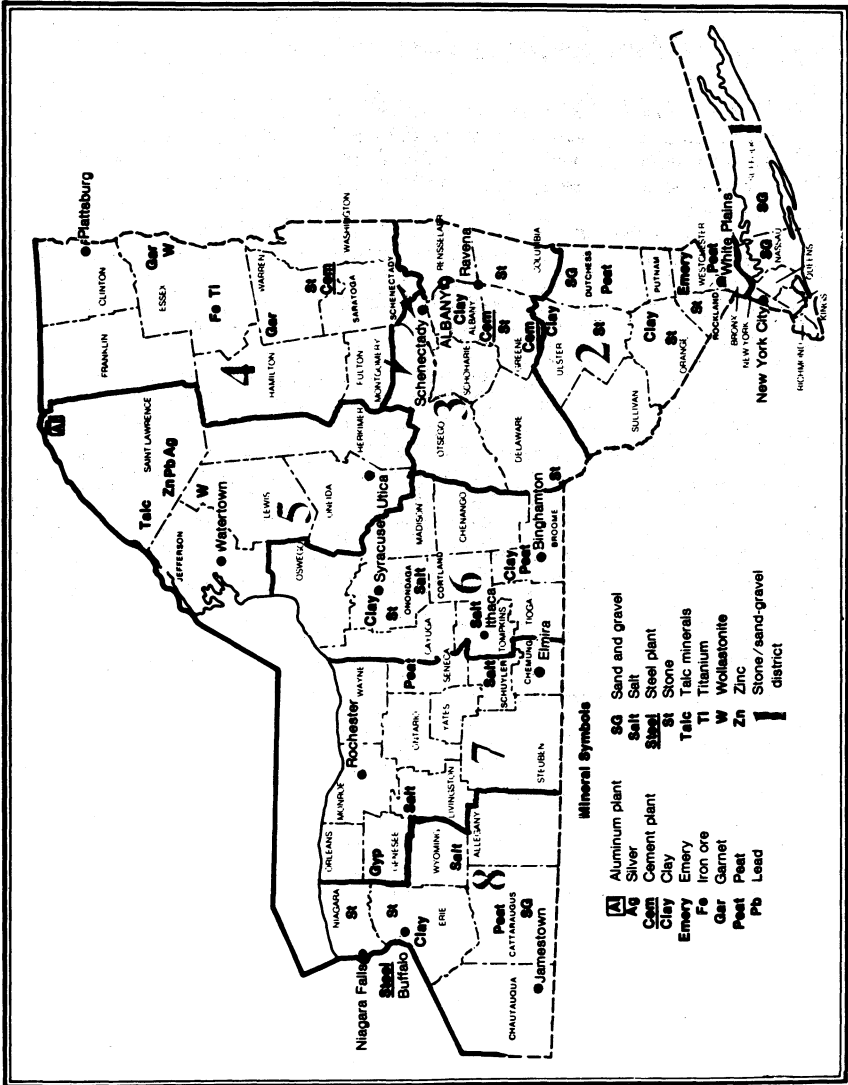 Plattsburg
CLINTON
FRANKLIN
ESSEX
Gar
W
Fe Ti
WARREN
Gar
HAMILTON
4
WASHINGTON
St
Cem
SARATOGA
FULTON
MONTGOMERY
SCHENECTADY
Al
SAINT LAWRENCE
Talc
Zn Pb Ag
W
JEFFERSON
Watertown
LEWIS
5
ONEIDA
HERKIMER
Utica
OSWEGO
Syracuse
Clay
St
ONONDAGA
Salt
MADISON
CORTLAND
CHENANGO
6
CAYUGA
Salt
Ithaca
TOMPKINS
Clay
Peat
TIOGA
Binghamton
BROOME
Schenectady
ALBANY
RENSSELAER
Ravena
Clay
ALBANY
Cem
St
SCHOHARIE
OTSEGO
3
St
COLUMBIA
GREENE
Cem
Clay
DELAWARE
St
SG
DUTCHESS
Peat
ULSTER
St
2
SULLIVAN
PUTNAM
Clay
St
ORANGE
Emery
WESTCHESTER
Peat
St
ROCKLAND
White Plains
BRONX
NEW YORK
New York City
RICHMOND
KINGS
QUEENS
NASSAU
SG
SG
Rochester
WAYNE
MONROE
ORLEANS
Peat
SENECA
ONTARIO
YATES
Salt
SCHUYLER
CHEMUNG
Elmira
7
STEUBEN
LIVINGSTON
Salt
Gyp
GENESEE
NIAGARA
St
Niagara Falls
Steel
Buffalo
St
Clay
ERIE
WYOMING
Salt
ALLEGANY
8
Peat
CATTARAUGUS
SG
CHAUTAUQUA
Jamestown
Mineral Symbols
Al Aluminum plant
Ag Silver
Cem Cement plant
Clay Clay
Emery Emery
Fe Iron ore
Gar Garnet
Peat Peat
Pb Lead
SG Sand and gravel
Salt Salt
Steel Steel plant
St Stone
Talc Talc minerals
Ti Titanium
W Wollastonite
Zn Zinc
Stone/sand-gravel
district